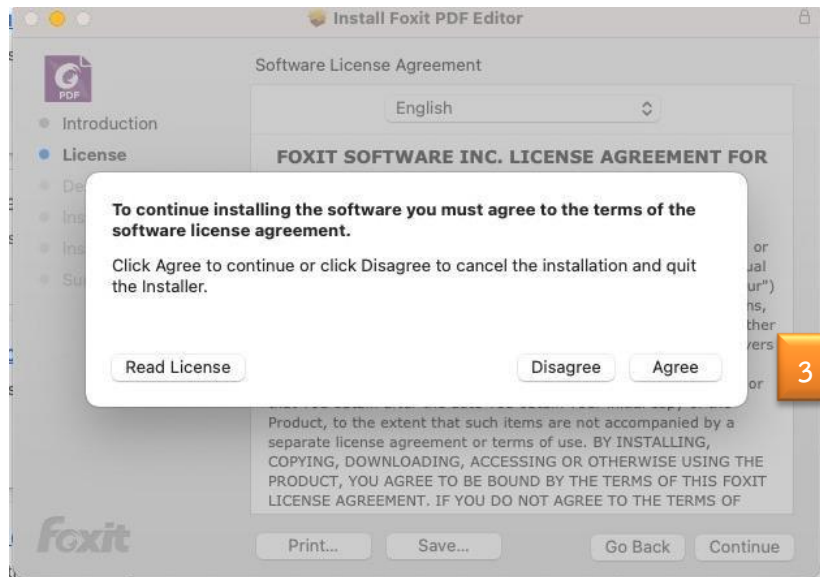 Install Foxit PDF Editor
PDF
Software License Agreement
English
Introduction
License
De
Ins
Ins
Su
FOXIT SOFTWARE INC. LICENSE AGREEMENT FOR
To continue installing the software you must agree to the terms of the
software license agreement.
Click Agree to continue or click Disagree to cancel the installation and quit
the Installer.
Read License
Disagree
Agree
or
ual
ur")
ns,
ther
vers
or
3
Product, to the extent that such items are not accompanied by a
separate license agreement or terms of use. BY INSTALLING,
COPYING, DOWNLOADING, ACCESSING OR OTHERWISE USING THE
PRODUCT, YOU AGREE TO BE BOUND BY THE TERMS OF THIS FOXIT
LICENSE AGREEMENT. IF YOU DO NOT AGREE TO THE TERMS OF
Foxit
Print...
Save...
Go Back
Continue